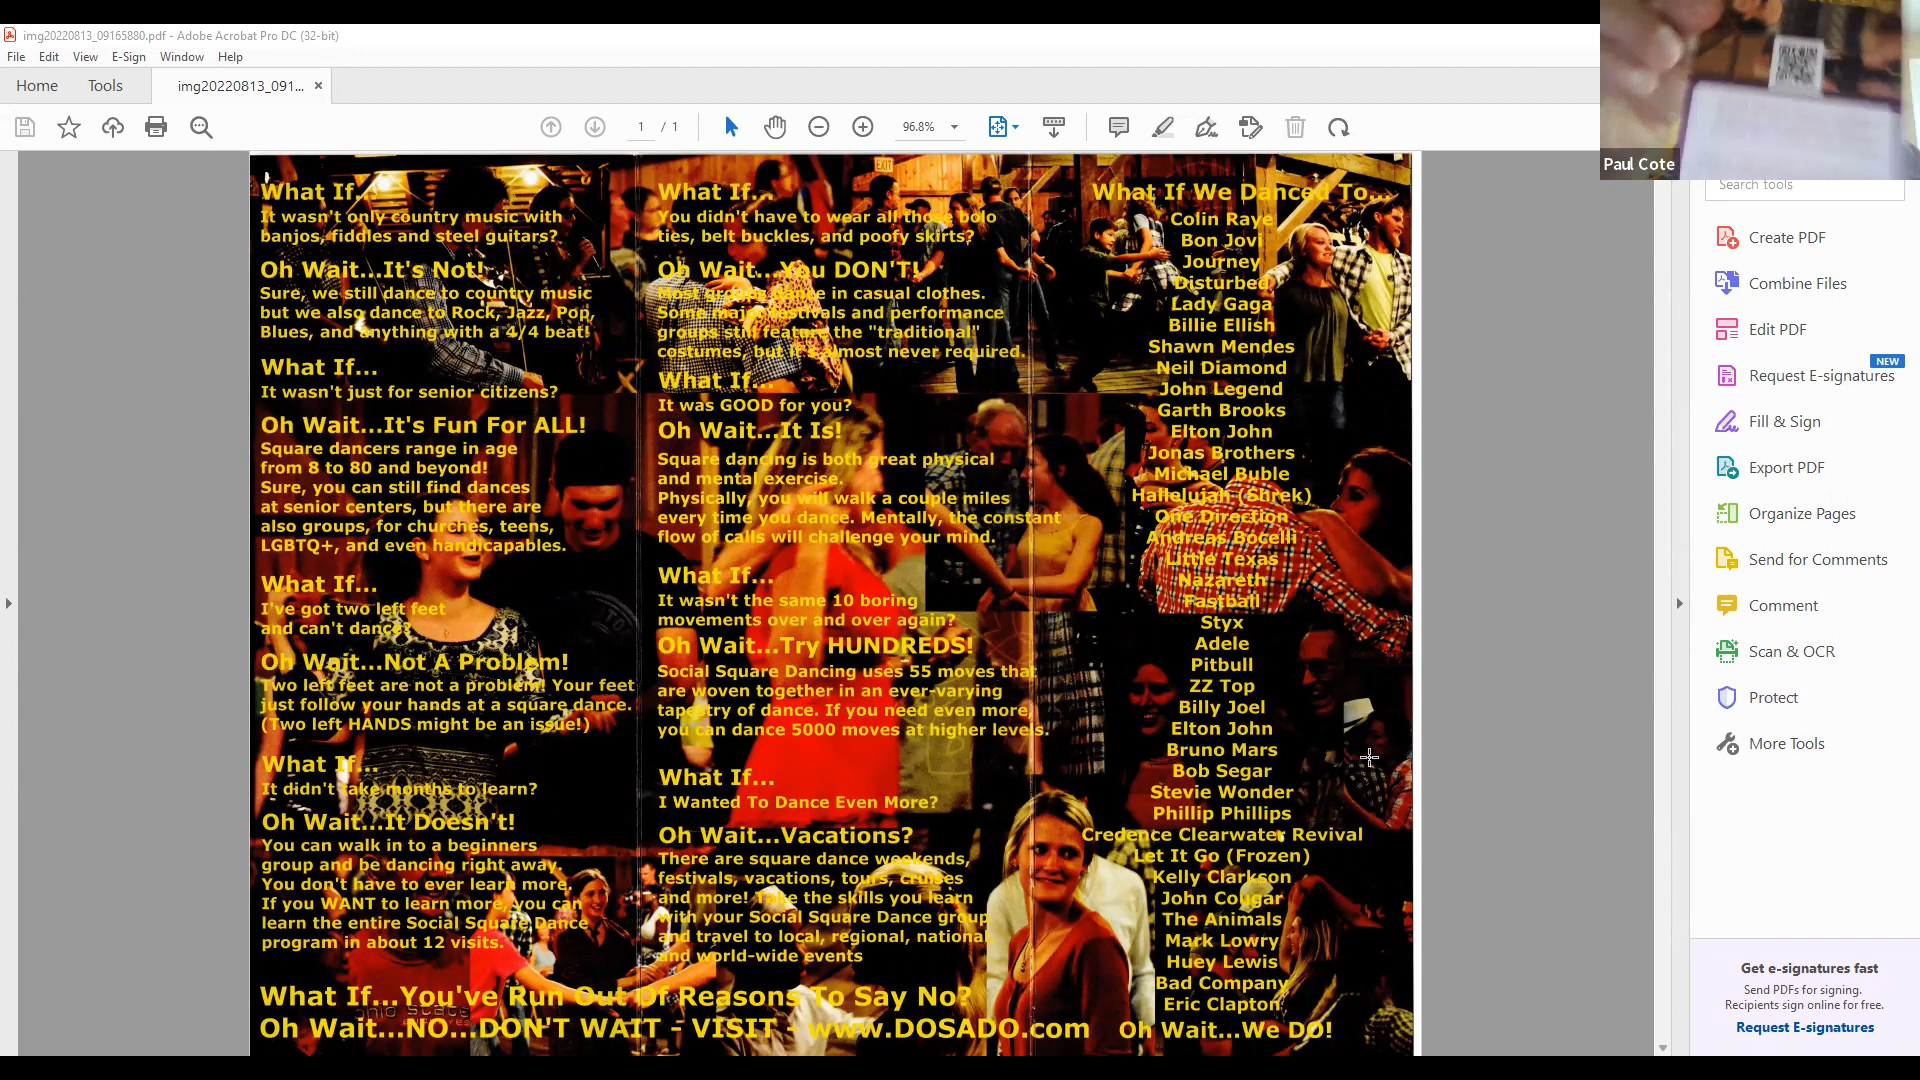 img20220813_09165880.pdf - Adobe Acrobat Pro DC (32-bit)
File Edit View E-Sign Window Help
Home Tools img20220813_091... ×
1 / 1 96.8%
Paul Cote
What If...
It wasn't only country music with
banjos, fiddles and steel guitars?
Oh Wait...It's Not!
Sure, we still dance to country music
but we also dance to Rock, Jazz, Pop,
Blues, and anything with a 4/4 beat!
What If...
It wasn't just for senior citizens?
Oh Wait...It's Fun For ALL!
Square dancers range in age
from 8 to 80 and beyond!
Sure, you can still find dances
at senior centers, but there are
also groups, for churches, teens,
LGBTQ+, and even handicapables.
What If...
I've got two left feet
and can't dance?
Oh Wait...Not A Problem!
Two left feet are not a problem! Your feet
just follow your hands at a square dance.
(Two left HANDS might be an issue!)
What If...
It didn't take months to learn?
Oh Wait...It Doesn't!
You can walk in to a beginners
group and be dancing right away.
You don't have to ever learn more.
If you WANT to learn more, you can
learn the entire Social Square Dance
program in about 12 visits.
EXIT
What If...
You didn't have to wear all those bolo
ties, belt buckles, and poofy skirts?
Oh Wait...You DON'T!
Most groups dance in casual clothes.
Some major festivals and performance
groups still feature the "traditional"
costumes, but it's almost never required.
What If...
It was GOOD for you?
Oh Wait...It Is!
Square dancing is both great physical
and mental exercise.
Physically, you will walk a couple miles
every time you dance. Mentally, the constant
flow of calls will challenge your mind.
What If...
It wasn't the same 10 boring
movements over and over again?
Oh Wait...Try HUNDREDS!
Social Square Dancing uses 55 moves that
are woven together in an ever-varying
tapestry of dance. If you need even more,
you can dance 5000 moves at higher levels.
What If...
I Wanted To Dance Even More?
Oh Wait...Vacations?
There are square dance weekends,
festivals, vacations, tours, cruises
and more! Take the skills you learn
with your Social Square Dance group
and travel to local, regional, national
and world-wide events
What If We Danced To...
Colin Raye
Bon Jovi
Journey
Disturbed
Lady Gaga
Billie Ellish
Shawn Mendes
Neil Diamond
John Legend
Garth Brooks
Elton John
Jonas Brothers
Michael Buble
Hallelujah (Shrek)
One Direction
Andreas Bocelli
Little Texas
Nazareth
Fastball
Styx
Adele
Pitbull
ZZ Top
Billy Joel
Elton John
Bruno Mars
Bob Segar
Stevie Wonder
Phillip Phillips
Credence Clearwater Revival
Let It Go (Frozen)
Kelly Clarkson
John Cougar
The Animals
Mark Lowry
Huey Lewis
Bad Company
Eric Clapton
Oh Wait...We DO!
What If...You've Run Out Of Reasons To Say No?
Oh Wait...NO...DON'T WAIT - VISIT - www.DOSADO.com
Search tools
Create PDF
Combine Files
Edit PDF
NEW
Request E-signatures
Fill & Sign
Export PDF
Organize Pages
Send for Comments
Comment
Scan & OCR
Protect
More Tools
Get e-signatures fast
Send PDFs for signing.
Recipients sign online for free.
Request E-signatures